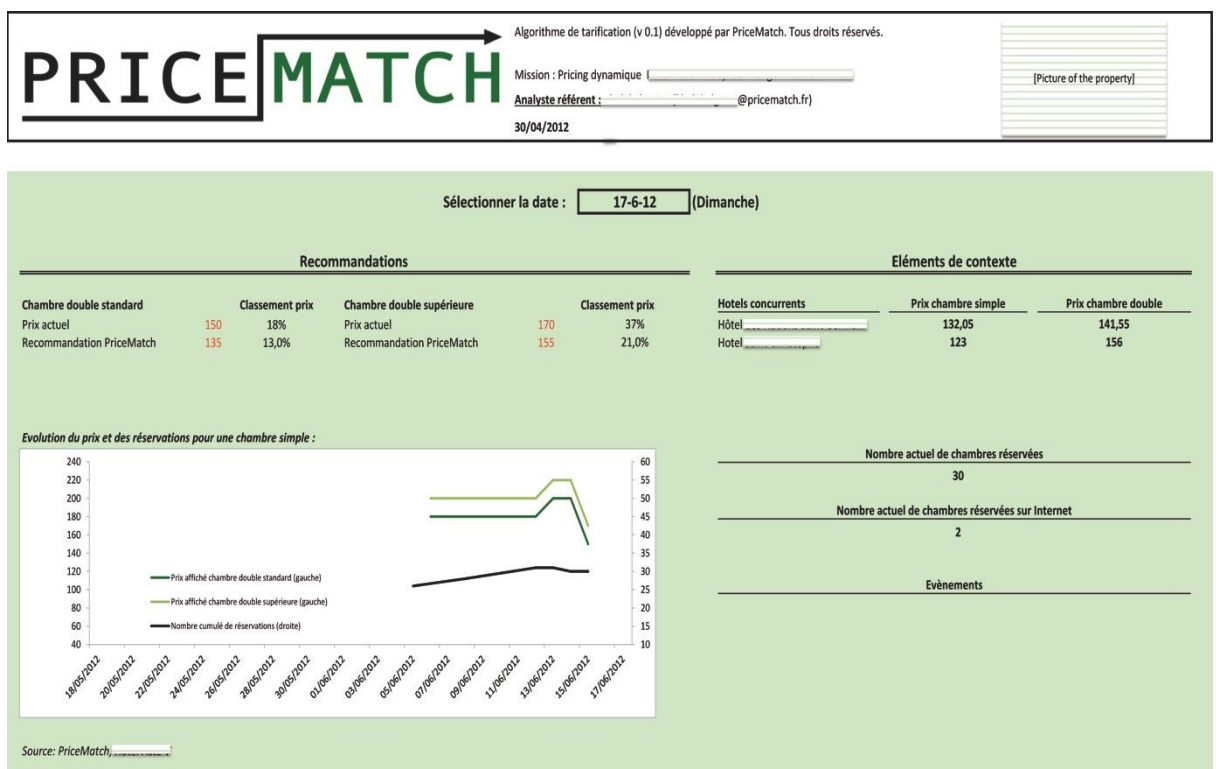 PRICEMATCH
Algorithme de tarification (v 0.1) développé par PriceMatch. Tous droits réservés.
Mission : Pricing dynamique
Analyste référent : @pricematch.fr)
30/04/2012
[Picture of the property]
Sélectionner la date : 17-6-12 (Dimanche)
Recommandations
Chambre double standard Classement prix Chambre double supérieure Classement prix
Prix actuel 150 18% Prix actuel 170 37%
Recommandation PriceMatch 135 13,0% Recommandation PriceMatch 155 21,0%
Eléments de contexte
Hotels concurrents Prix chambre simple Prix chambre double
Hôtel 132,05 141,55
Hotel 123 156
Evolution du prix et des réservations pour une chambre simple :
240 60
220 55
200 50
180 45
160 40
140 35
120 30
100 25
80 20
60 15
40 10
Prix affiché chambre double standard (gauche)
Prix affiché chambre double supérieure (gauche)
Nombre cumulé de réservations (droite)
18/05/2012 20/05/2012 22/05/2012 24/05/2012 26/05/2012 28/05/2012 30/05/2012 01/06/2012 03/06/2012 05/06/2012 07/06/2012 09/06/2012 11/06/2012 13/06/2012 15/06/2012 17/06/2012
Nombre actuel de chambres réservées
30
Nombre actuel de chambres réservées sur Internet
2
Evènements
Source: PriceMatch,